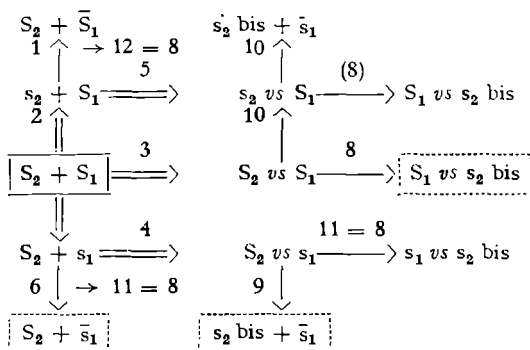 S₂ + S̄₁ s₂ bis + s̄₁
1 → 12 = 8 10
5 (8)
s₂ + S₁ s₂ vs S₁ S₁ vs s₂ bis
2 10
3 8
S₂ + S₁ S₂ vs S₁ S₁ vs s₂ bis
4 11 = 8
S₂ + s₁ S₂ vs s₁ s₁ vs s₂ bis
6 → 11 = 8 9
S₂ + s̄₁ s₂ bis + s̄₁